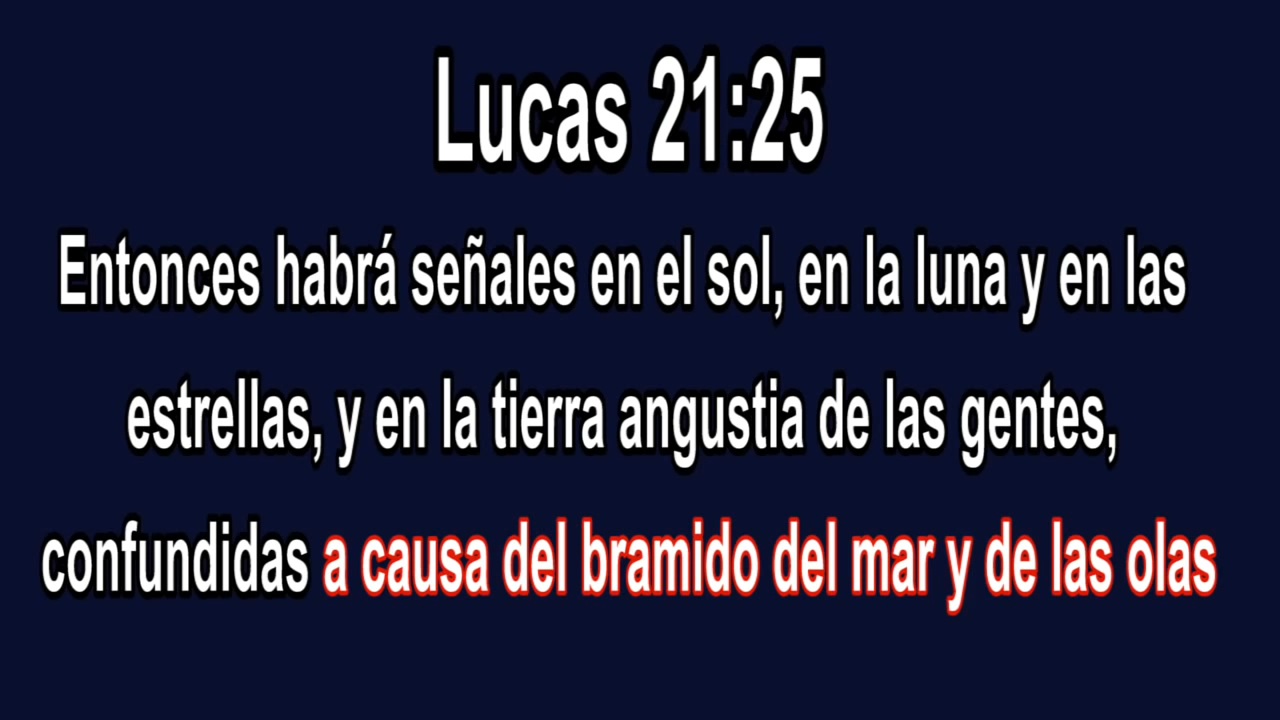 Lucas 21:25
Entonces habrá señales en el sol, en la luna y en las
estrellas, y en la tierra angustia de las gentes,
confundidas a causa del bramido del mar y de las olas